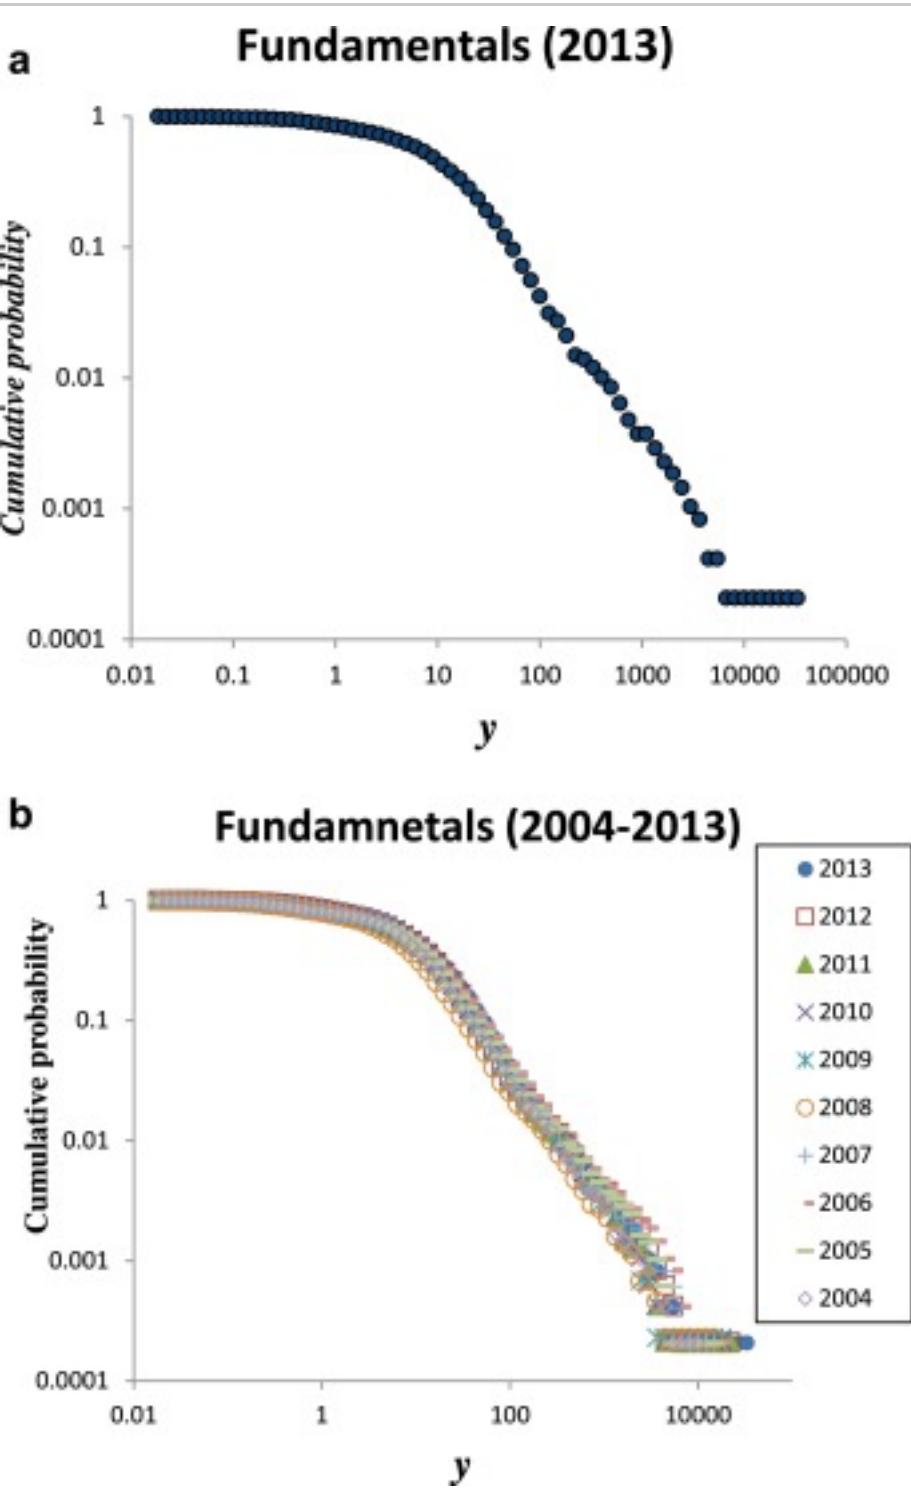 a
Fundamentals (2013)
1
0.1
0.01
0.001
0.0001
Cumulative probability
0.01 0.1 1 10 100 1000 10000 100000
y
b
Fundamnetals (2004-2013)
1
0.1
0.01
0.001
0.0001
Cumulative probability
0.01 1 100 10000
y
2013
2012
2011
2010
2009
2008
2007
2006
2005
2004